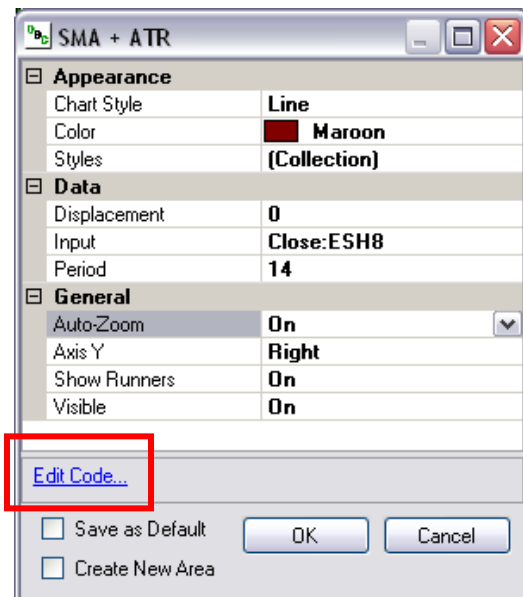 SMA + ATR
Appearance
Chart Style Line
Color Maroon
Styles (Collection)
Data
Displacement 0
Input Close:ESH8
Period 14
General
Auto-Zoom On
Axis Y Right
Show Runners On
Visible On
Edit Code...
Save as Default OK Cancel
Create New Area